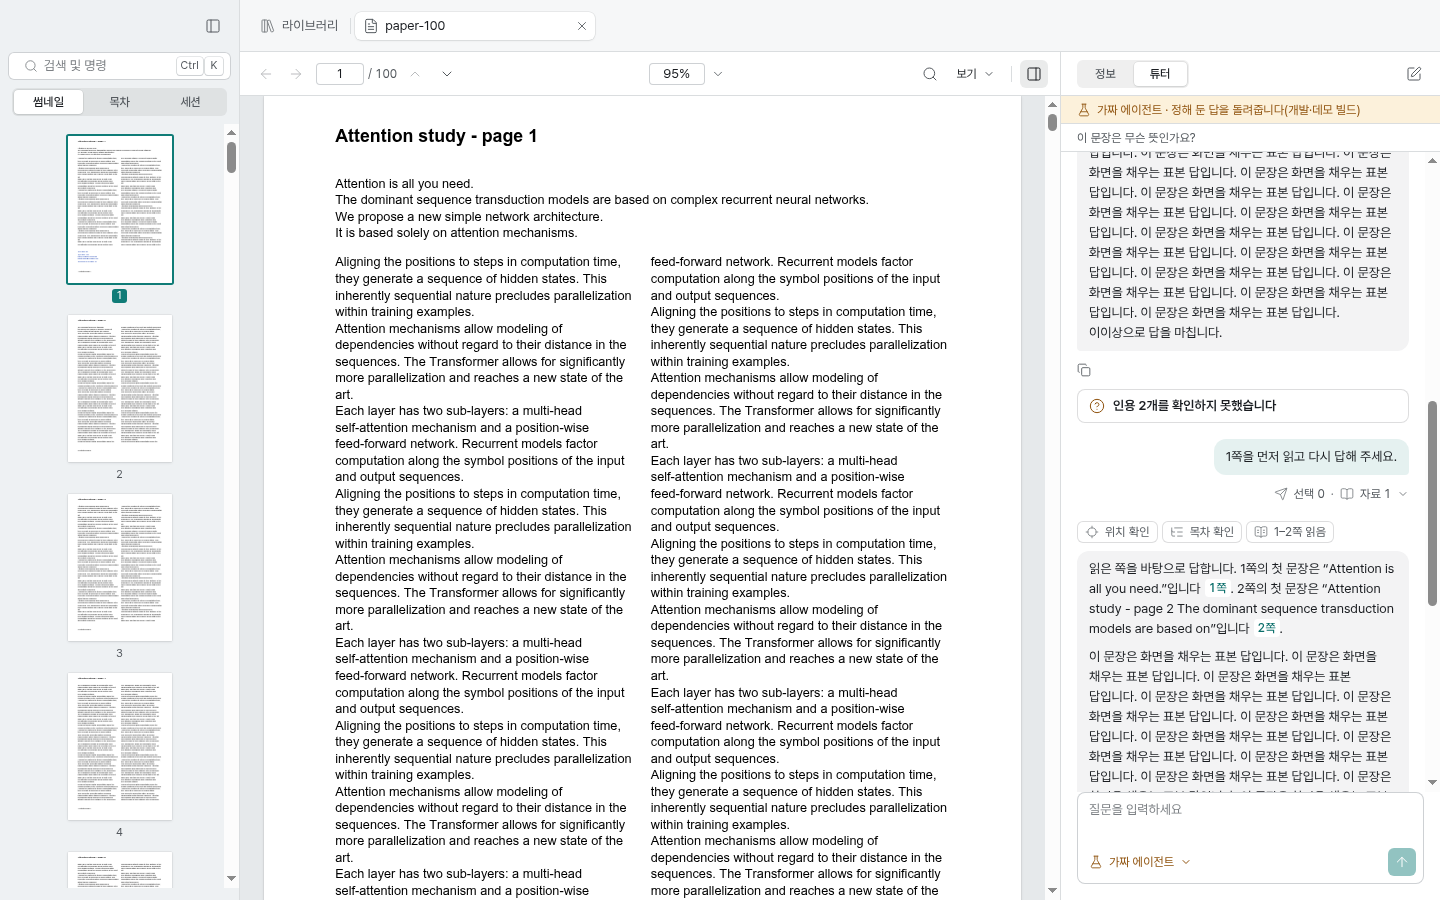 라이브러리
paper-100
검색 및 명령
Ctrl K
썸네일 목차 세션
1
2
3
4
1 / 100
95%
보기
Attention study - page 1
Attention is all you need.
The dominant sequence transduction models are based on complex recurrent neural networks.
We propose a new simple network architecture.
It is based solely on attention mechanisms.
Aligning the positions to steps in computation time,
they generate a sequence of hidden states. This
inherently sequential nature precludes parallelization
within training examples.
Attention mechanisms allow modeling of
dependencies without regard to their distance in the
sequences. The Transformer allows for significantly
more parallelization and reaches a new state of the
art.
Each layer has two sub-layers: a multi-head
self-attention mechanism and a position-wise
feed-forward network. Recurrent models factor
computation along the symbol positions of the input
and output sequences.
Aligning the positions to steps in computation time,
they generate a sequence of hidden states. This
inherently sequential nature precludes parallelization
within training examples.
Attention mechanisms allow modeling of
dependencies without regard to their distance in the
sequences. The Transformer allows for significantly
more parallelization and reaches a new state of the
art.
Each layer has two sub-layers: a multi-head
self-attention mechanism and a position-wise
feed-forward network. Recurrent models factor
computation along the symbol positions of the input
and output sequences.
Aligning the positions to steps in computation time,
they generate a sequence of hidden states. This
inherently sequential nature precludes parallelization
within training examples.
Attention mechanisms allow modeling of
dependencies without regard to their distance in the
sequences. The Transformer allows for significantly
more parallelization and reaches a new state of the
art.
Each layer has two sub-layers: a multi-head
self-attention mechanism and a position-wise
feed-forward network. Recurrent models factor
computation along the symbol positions of the input
and output sequences.
Aligning the positions to steps in computation time,
they generate a sequence of hidden states. This
inherently sequential nature precludes parallelization
within training examples.
Attention mechanisms allow modeling of
dependencies without regard to their distance in the
sequences. The Transformer allows for significantly
more parallelization and reaches a new state of the
art.
Each layer has two sub-layers: a multi-head
self-attention mechanism and a position-wise
feed-forward network. Recurrent models factor
computation along the symbol positions of the input
and output sequences.
Aligning the positions to steps in computation time,
they generate a sequence of hidden states. This
inherently sequential nature precludes parallelization
within training examples.
Attention mechanisms allow modeling of
dependencies without regard to their distance in the
sequences. The Transformer allows for significantly
more parallelization and reaches a new state of the
art.
Each layer has two sub-layers: a multi-head
self-attention mechanism and a position-wise
feed-forward network. Recurrent models factor
computation along the symbol positions of the input
and output sequences.
Aligning the positions to steps in computation time,
they generate a sequence of hidden states. This
inherently sequential nature precludes parallelization
within training examples.
Attention mechanisms allow modeling of
dependencies without regard to their distance in the
sequences. The Transformer allows for significantly
more parallelization and reaches a new state of the
정보 튜터
가짜 에이전트 · 정해 둔 답을 돌려줍니다(개발·데모 빌드)
이 문장은 무슨 뜻인가요?
답입니다. 이 문장은 화면을 채우는 표본 답입니다. 이 문장은
화면을 채우는 표본 답입니다. 이 문장은 화면을 채우는 표본
답입니다. 이 문장은 화면을 채우는 표본 답입니다. 이 문장은
화면을 채우는 표본 답입니다. 이 문장은 화면을 채우는 표본
답입니다. 이 문장은 화면을 채우는 표본 답입니다. 이 문장은
화면을 채우는 표본 답입니다. 이 문장은 화면을 채우는 표본
답입니다. 이 문장은 화면을 채우는 표본 답입니다. 이 문장은
화면을 채우는 표본 답입니다. 이 문장은 화면을 채우는 표본
답입니다. 이 문장은 화면을 채우는 표본 답입니다.
이이상으로 답을 마칩니다.
인용 2개를 확인하지 못했습니다
1쪽을 먼저 읽고 다시 답해 주세요.
선택 0 · 자료 1
위치 확인 목차 확인 1–2쪽 읽음
읽은 쪽을 바탕으로 답합니다. 1쪽의 첫 문장은 “Attention is
all you need.”입니다 1쪽 . 2쪽의 첫 문장은 “Attention
study - page 2 The dominant sequence transduction
models are based on”입니다 2쪽 .
이 문장은 화면을 채우는 표본 답입니다. 이 문장은 화면을
채우는 표본 답입니다. 이 문장은 화면을 채우는 표본
답입니다. 이 문장은 화면을 채우는 표본 답입니다. 이 문장은
화면을 채우는 표본 답입니다. 이 문장은 화면을 채우는 표본
답입니다. 이 문장은 화면을 채우는 표본 답입니다. 이 문장은
화면을 채우는 표본 답입니다. 이 문장은 화면을 채우는 표본
답입니다. 이 문장은 화면을 채우는 표본 답입니다. 이 문장은
질문을 입력하세요
가짜 에이전트